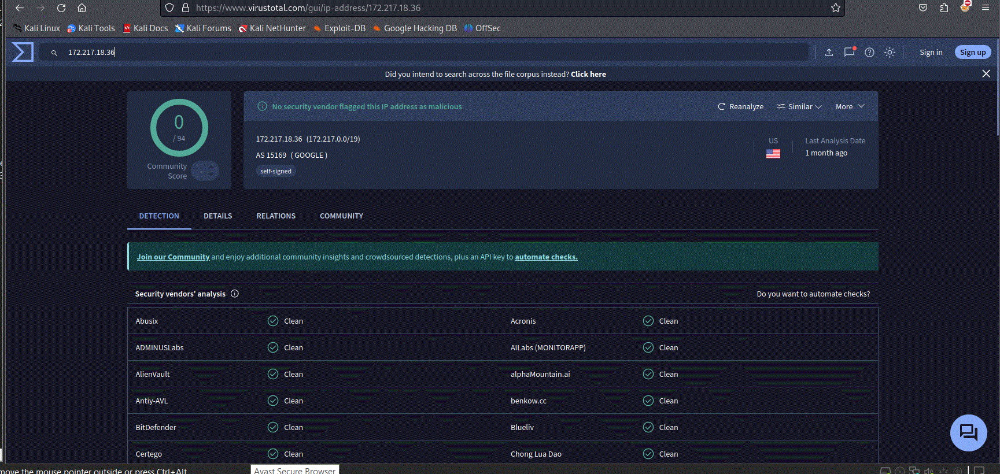 https://www.virustotal.com/gui/ip-address/172.217.18.36
Kali Linux Kali Tools Kali Docs Kali Forums Kali NetHunter Exploit-DB Google Hacking DB OffSec
172.217.18.36 Sign in Sign up
Did you intend to search across the file corpus instead? Click here
0
/ 94
Community
Score
No security vendor flagged this IP address as malicious
Reanalyze Similar More
172.217.18.36 (172.217.0.0/19)
AS 15169 ( GOOGLE )
self-signed
US
Last Analysis Date
1 month ago
DETECTION DETAILS RELATIONS COMMUNITY
Join our Community and enjoy additional community insights and crowdsourced detections, plus an API key to automate checks.
Security vendors' analysis Do you want to automate checks?
Abusix Clean Acronis Clean
ADMINUSLabs Clean AILabs (MONITORAPP) Clean
AlienVault Clean alphaMountain.ai Clean
Antiy-AVL Clean benkow.cc Clean
BitDefender Clean Blueliv Clean
Certego Clean Chong Lua Dao Clean
move the mouse pointer outside or press Ctrl+Alt.
Avast Secure Browser